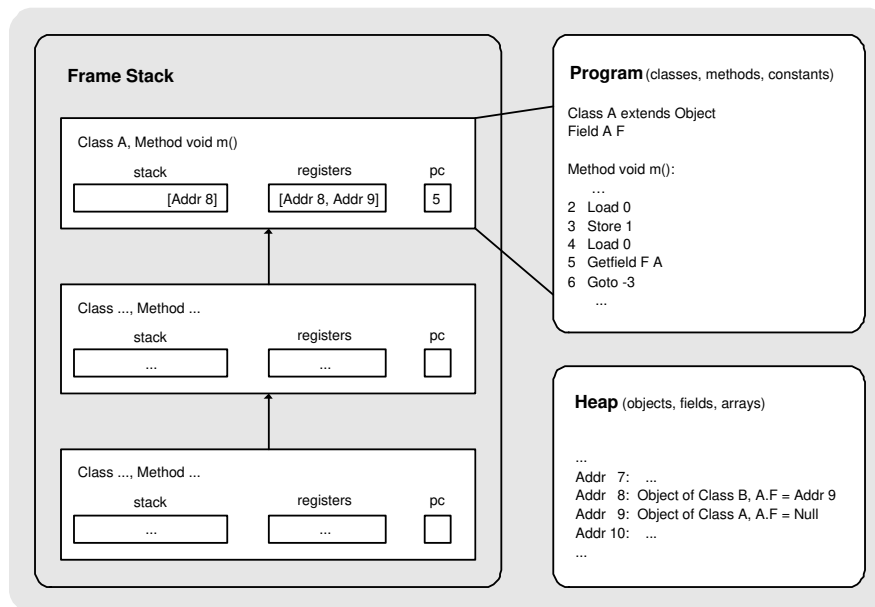 Frame Stack
Class A, Method void m()
stack registers pc
[Addr 8] [Addr 8, Addr 9] 5
Class ..., Method ...
stack registers pc
... ...
Class ..., Method ...
stack registers pc
... ...
Program (classes, methods, constants)
Class A extends Object
Field A F
Method void m():
...
2 Load 0
3 Store 1
4 Load 0
5 Getfield F A
6 Goto -3
...
Heap (objects, fields, arrays)
...
Addr 7: ...
Addr 8: Object of Class B, A.F = Addr 9
Addr 9: Object of Class A, A.F = Null
Addr 10: ...
...